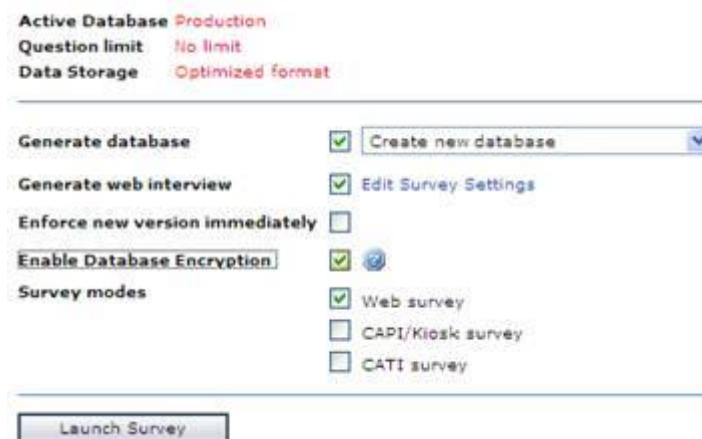 Active Database Production
Question limit No limit
Data Storage Optimized format
Generate database Create new database
Generate web interview Edit Survey Settings
Enforce new version immediately
Enable Database Encryption
Survey modes Web survey
CAPI/Kiosk survey
CATI survey
Launch Survey